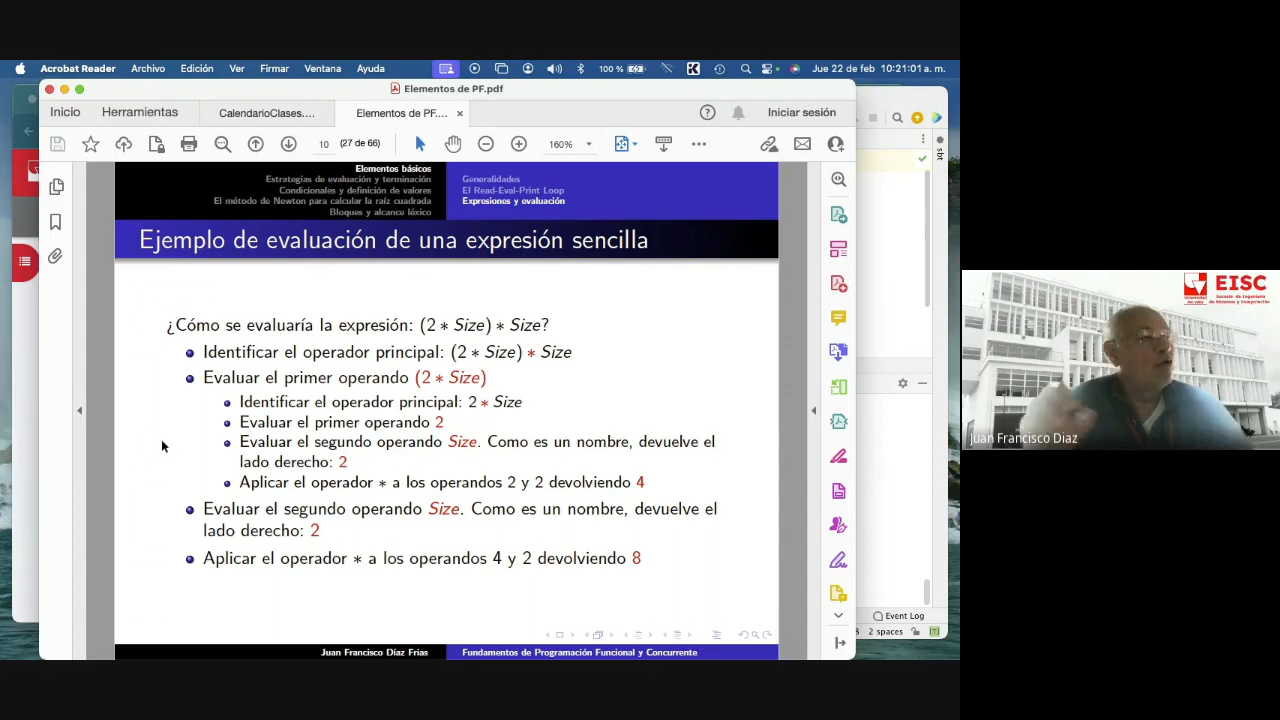 Acrobat Reader Archivo Edición Ver Firmar Ventana Ayuda 100 % Jue 22 de feb 10:21:01 a. m.
Elementos de PF.pdf
Inicio Herramientas CalendarioClases.... Elementos de PF.... × Iniciar sesión
10 (27 de 66) 160%
Elementos básicos
Estrategias de evaluación y terminación
Condicionales y definición de valores
El método de Newton para calcular la raíz cuadrada
Bloques y alcance léxico
Generalidades
El Read-Eval-Print Loop
Expresiones y evaluación
Ejemplo de evaluación de una expresión sencilla
¿Cómo se evaluaría la expresión: (2 * Size) * Size?
Identificar el operador principal: (2 * Size) * Size
Evaluar el primer operando (2 * Size)
Identificar el operador principal: 2 * Size
Evaluar el primer operando 2
Evaluar el segundo operando Size. Como es un nombre, devuelve el
lado derecho: 2
Aplicar el operador * a los operandos 2 y 2 devolviendo 4
Evaluar el segundo operando Size. Como es un nombre, devuelve el
lado derecho: 2
Aplicar el operador * a los operandos 4 y 2 devolviendo 8
Juan Francisco Díaz Frias Fundamentos de Programación Funcional y Concurrente
sbt
Event Log
2 spaces
EISC
Juan Francisco Diaz